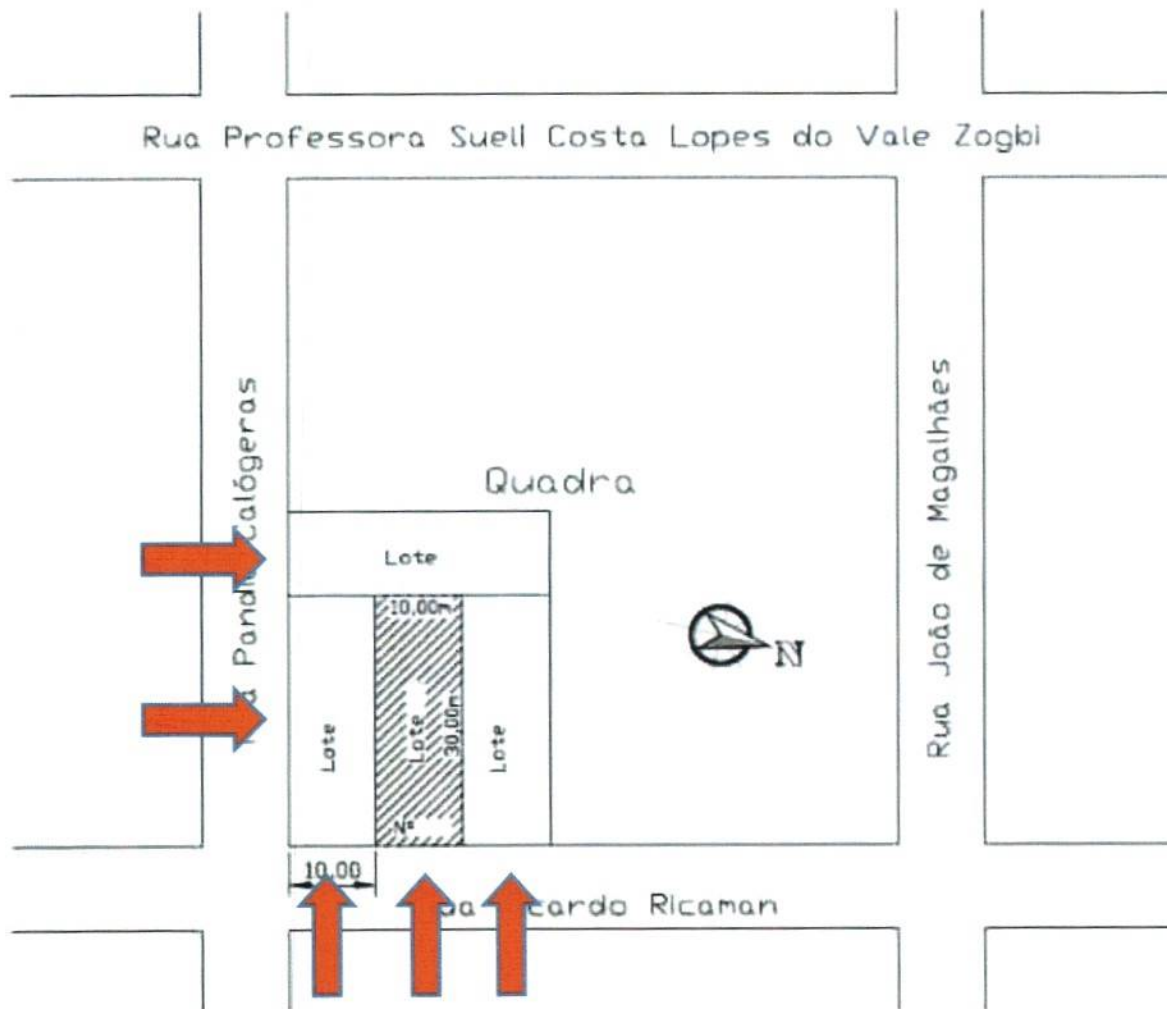 Rua Professora Sueli Costa Lopes do Vale Zogbi
Calógeras
Quadra
Rua João de Magalhães
Lote
10,00m
N
Lote
Lote
30,00m
Lote
Nº
10,00
Ricaman